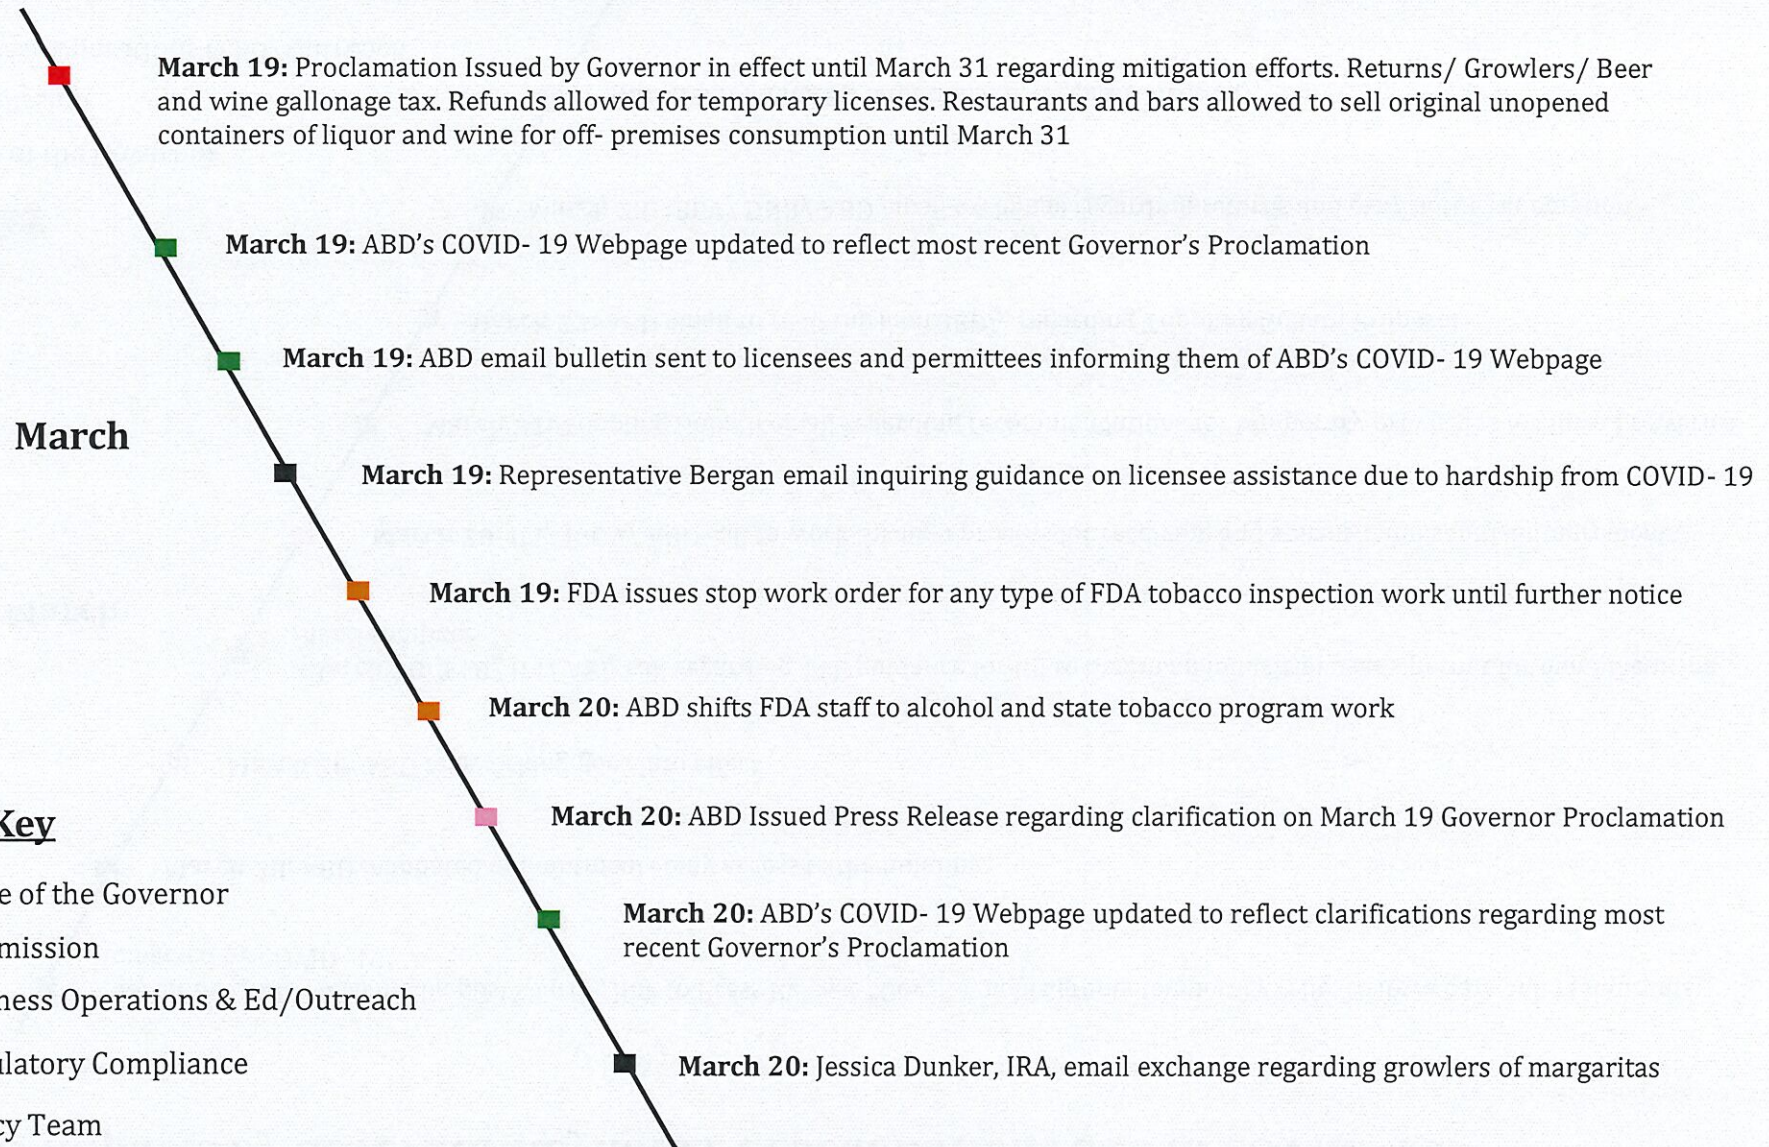 March 19: Proclamation Issued by Governor in effect until March 31 regarding mitigation efforts. Returns/ Growlers/ Beer
and wine gallonage tax. Refunds allowed for temporary licenses. Restaurants and bars allowed to sell original unopened
containers of liquor and wine for off- premises consumption until March 31
March 19: ABD’s COVID- 19 Webpage updated to reflect most recent Governor’s Proclamation
March 19: ABD email bulletin sent to licensees and permittees informing them of ABD’s COVID- 19 Webpage
March
March 19: Representative Bergan email inquiring guidance on licensee assistance due to hardship from COVID- 19
March 19: FDA issues stop work order for any type of FDA tobacco inspection work until further notice
March 20: ABD shifts FDA staff to alcohol and state tobacco program work
March 20: ABD Issued Press Release regarding clarification on March 19 Governor Proclamation
Key
e of the Governor
March 20: ABD’s COVID- 19 Webpage updated to reflect clarifications regarding most
recent Governor’s Proclamation
mission
ness Operations & Ed/Outreach
ulatory Compliance
March 20: Jessica Dunker, IRA, email exchange regarding growlers of margaritas
cy Team